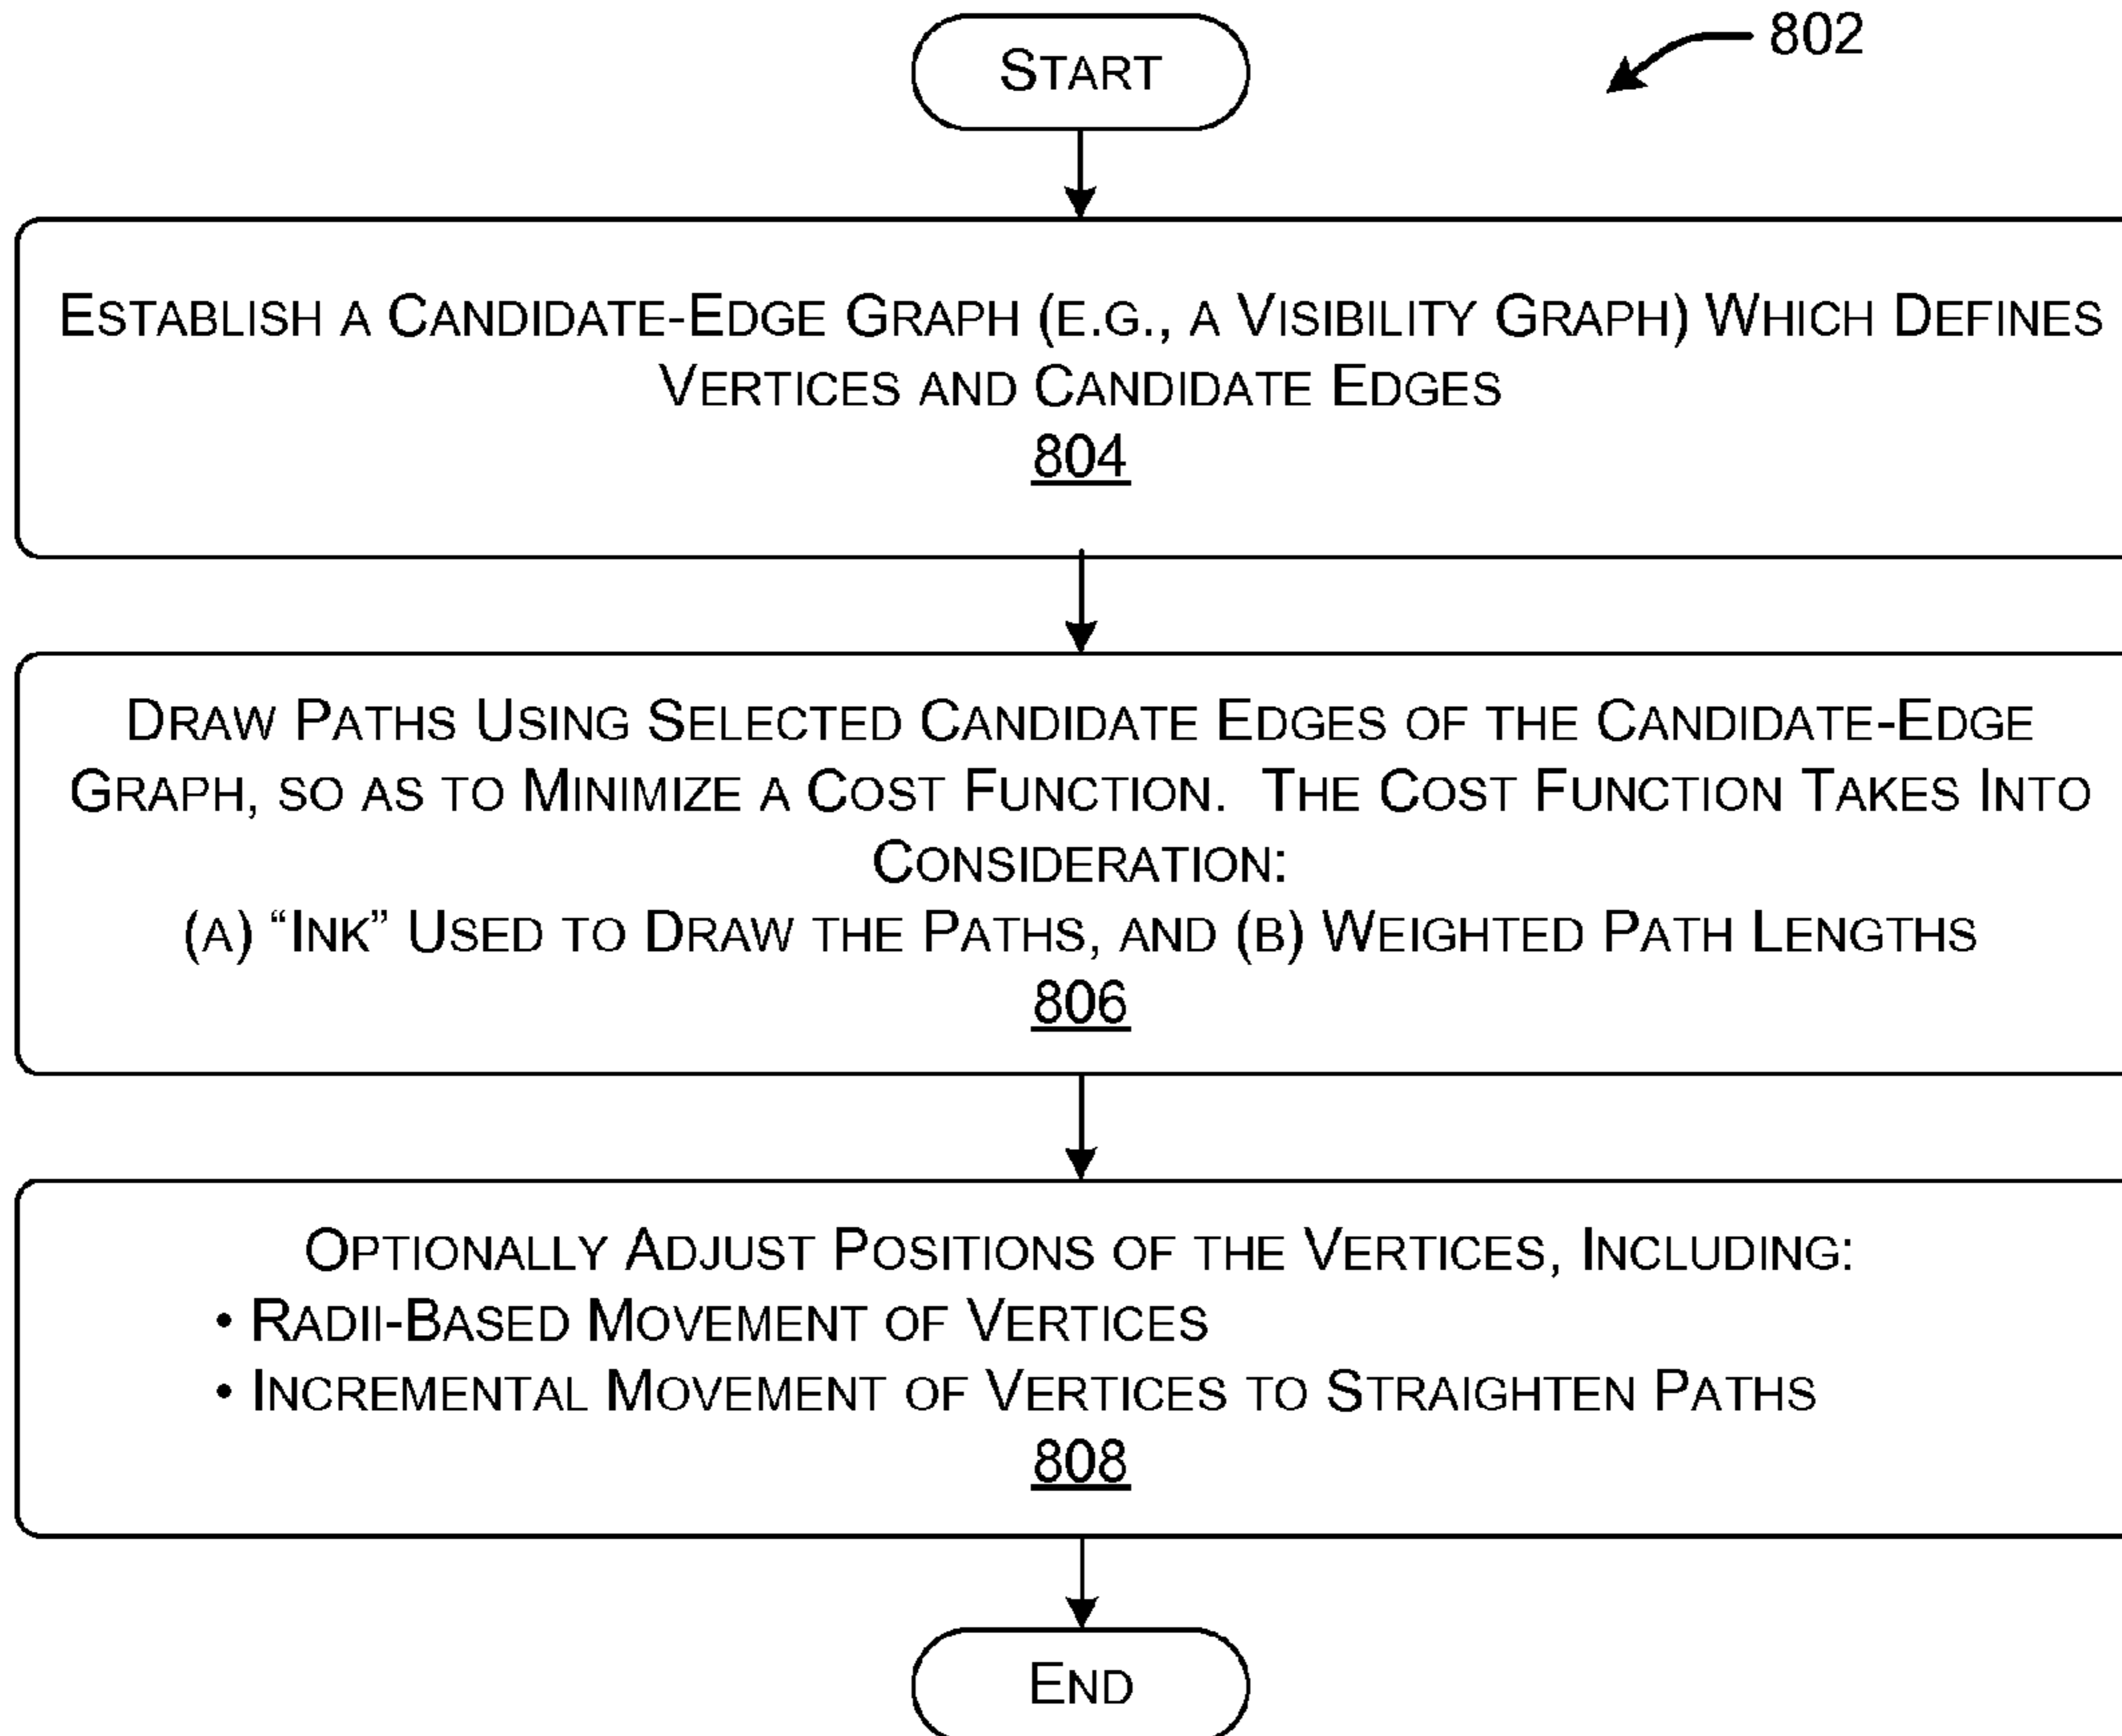 START
802
ESTABLISH A CANDIDATE-EDGE GRAPH (E.G., A VISIBILITY GRAPH) WHICH DEFINES
VERTICES AND CANDIDATE EDGES
804
DRAW PATHS USING SELECTED CANDIDATE EDGES OF THE CANDIDATE-EDGE
GRAPH, SO AS TO MINIMIZE A COST FUNCTION. THE COST FUNCTION TAKES INTO
CONSIDERATION:
(A) “INK” USED TO DRAW THE PATHS, AND (B) WEIGHTED PATH LENGTHS
806
OPTIONALLY ADJUST POSITIONS OF THE VERTICES, INCLUDING:
• RADII-BASED MOVEMENT OF VERTICES
• INCREMENTAL MOVEMENT OF VERTICES TO STRAIGHTEN PATHS
808
END